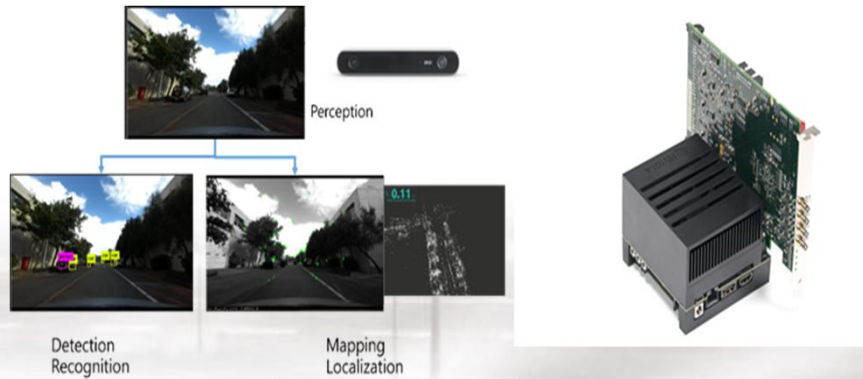 Perception
0.11
Detection
Recognition
Mapping
Localization